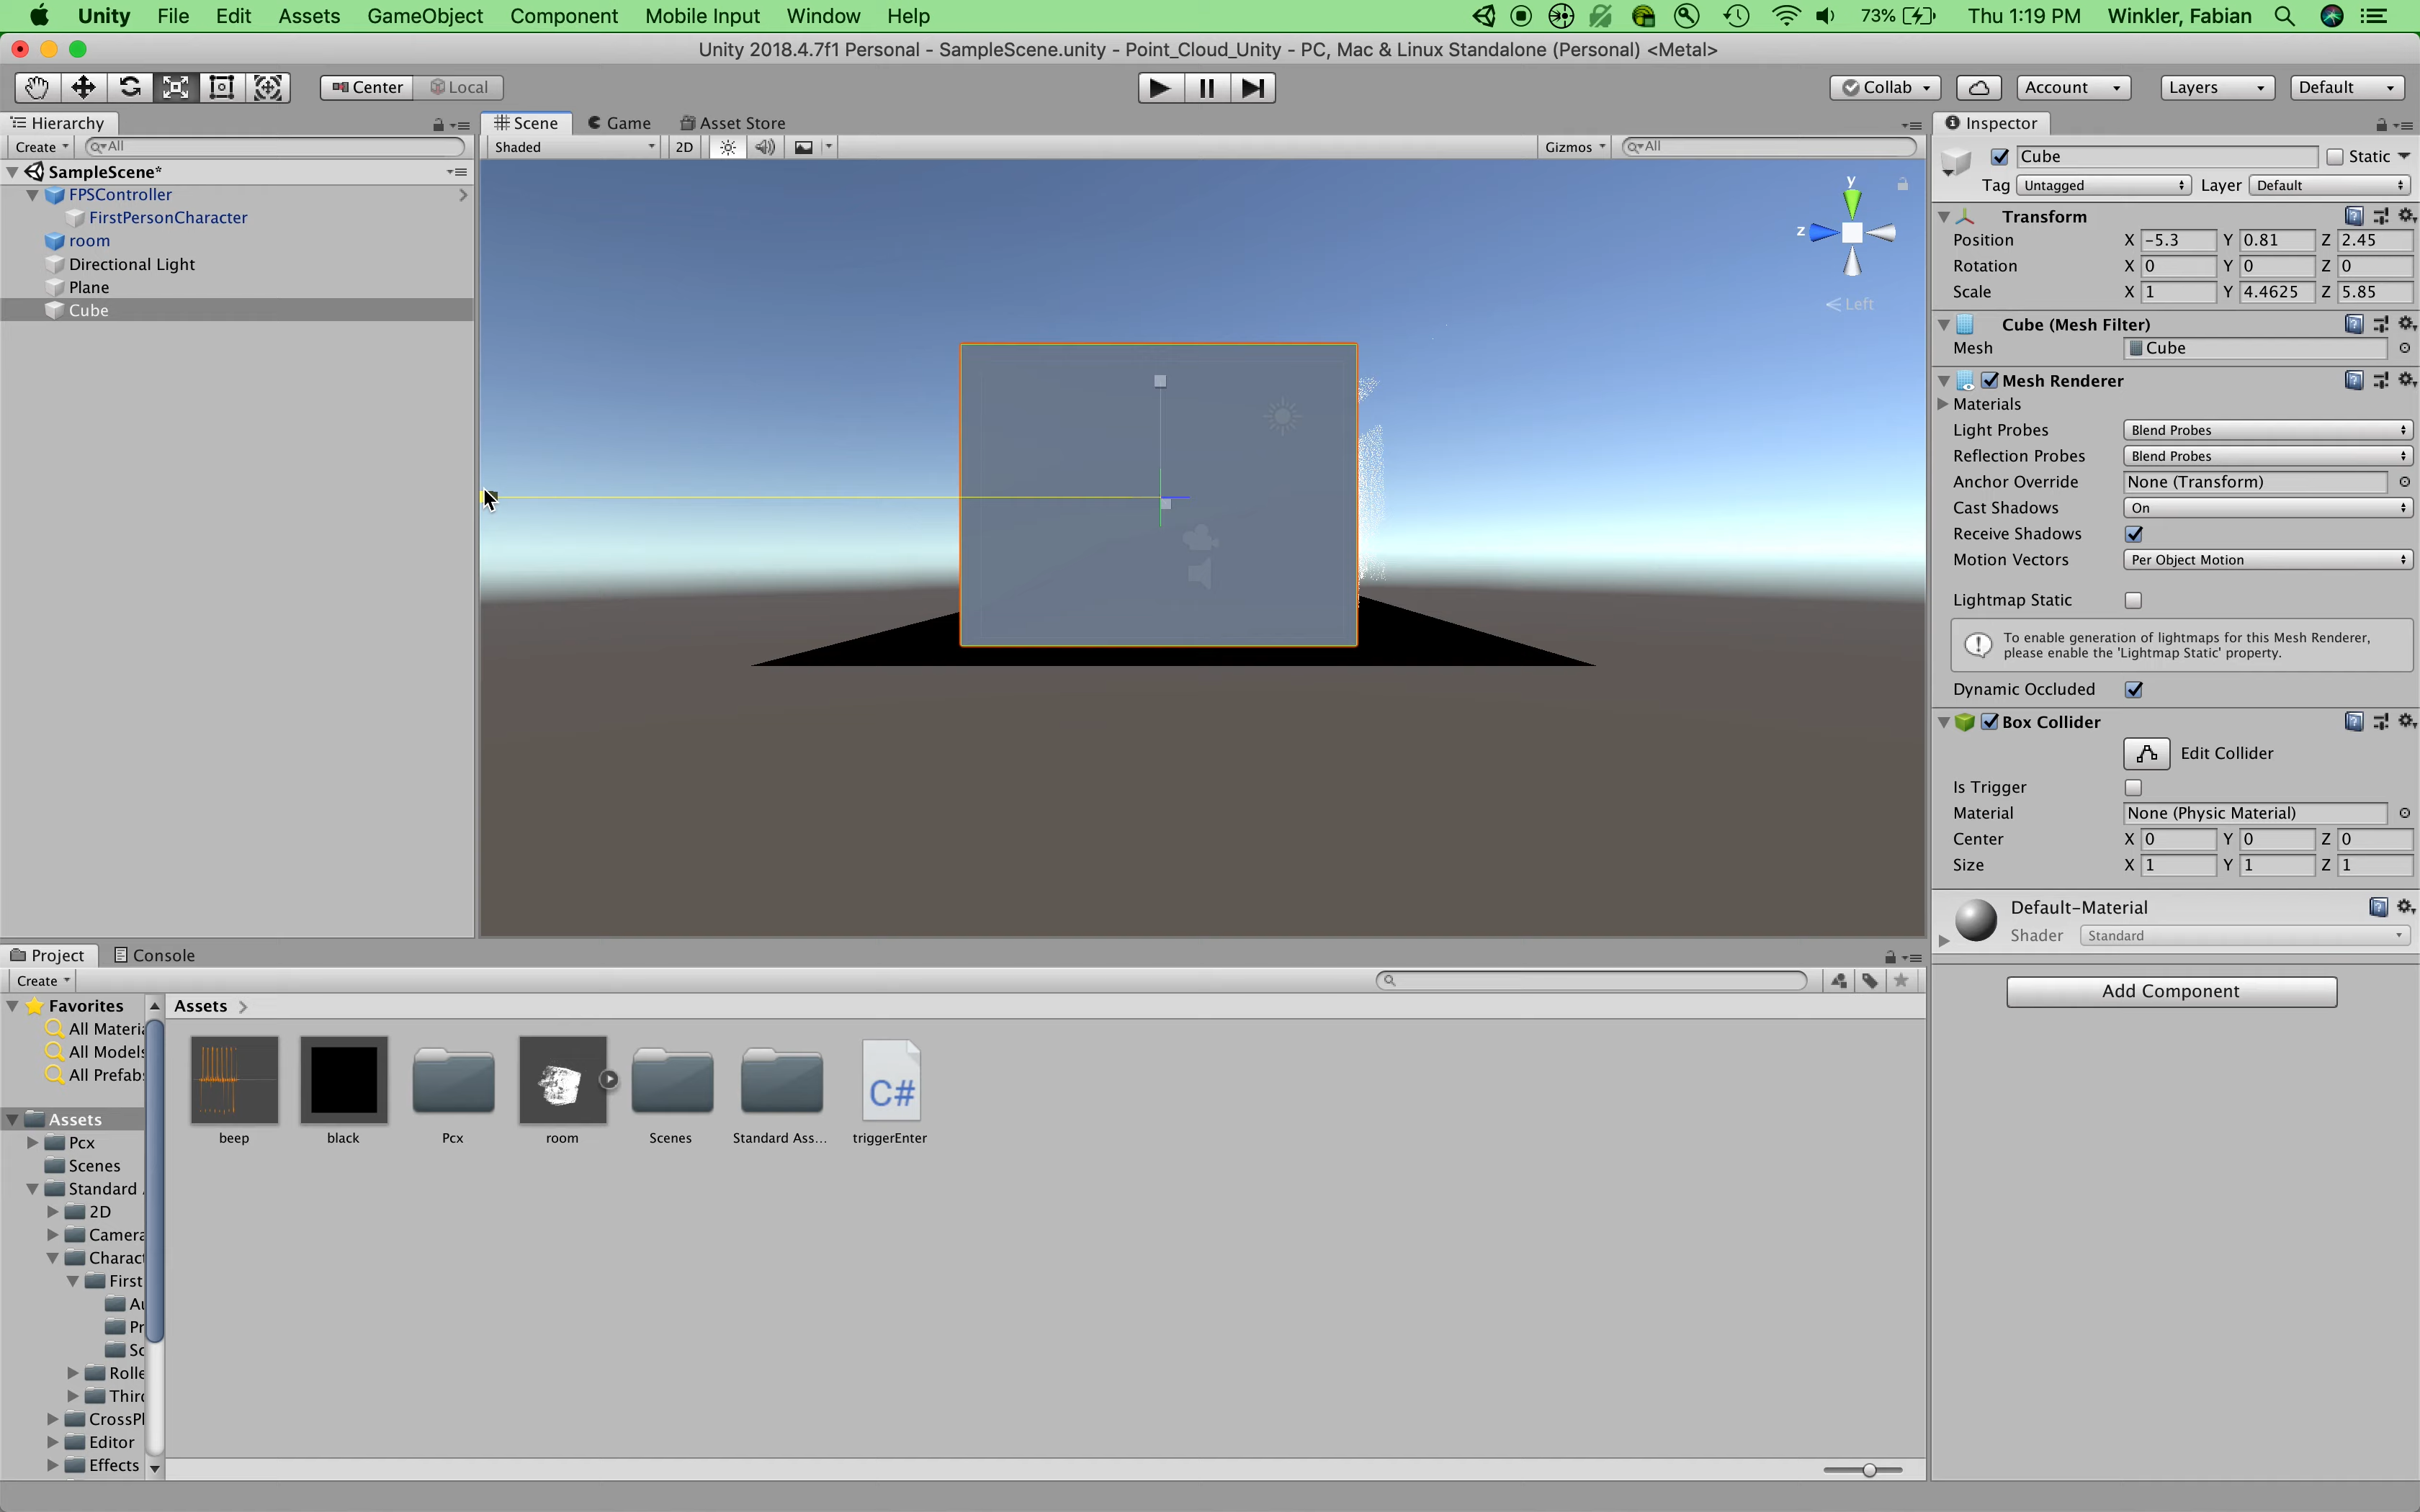 Unity File Edit Assets GameObject Component Mobile Input Window Help 73% Thu 1:19 PM Winkler, Fabian
Unity 2018.4.7f1 Personal - SampleScene.unity - Point_Cloud_Unity - PC, Mac & Linux Standalone (Personal) <Metal>
Center Local Collab Account Layers Default
Hierarchy
Create All
SampleScene*
FPSController
FirstPersonCharacter
room
Directional Light
Plane
Cube
Scene Game Asset Store
Shaded 2D Gizmos All
y
z
Left
Inspector
Cube Static
Tag Untagged Layer Default
Transform
Position X -5.3 Y 0.81 Z 2.45
Rotation X 0 Y 0 Z 0
Scale X 1 Y 4.4625 Z 5.85
Cube (Mesh Filter)
Mesh Cube
Mesh Renderer
Materials
Light Probes Blend Probes
Reflection Probes Blend Probes
Anchor Override None (Transform)
Cast Shadows On
Receive Shadows
Motion Vectors Per Object Motion
Lightmap Static
To enable generation of lightmaps for this Mesh Renderer,
please enable the 'Lightmap Static' property.
Dynamic Occluded
Box Collider
Edit Collider
Is Trigger
Material None (Physic Material)
Center X 0 Y 0 Z 0
Size X 1 Y 1 Z 1
Default-Material
Shader Standard
Add Component
Project Console
Create
Favorites
All Materia
All Models
All Prefabs
Assets
Pcx
Scenes
Standard
2D
Camera
Charact
First
Au
Pr
Sc
Rolle
Third
CrossPl
Editor
Effects
Assets
beep black Pcx room Scenes Standard Ass... C# triggerEnter